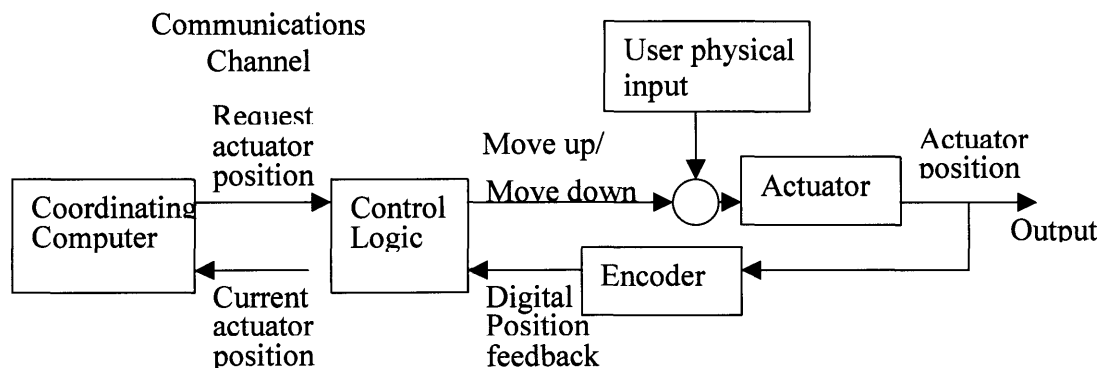 Communications
Channel
User physical
input
Request
actuator
position
Move up/
Move down
Actuator
position
Coordinating
Computer
Control
Logic
Actuator
Output
Encoder
Current
actuator
position
Digital
Position
feedback